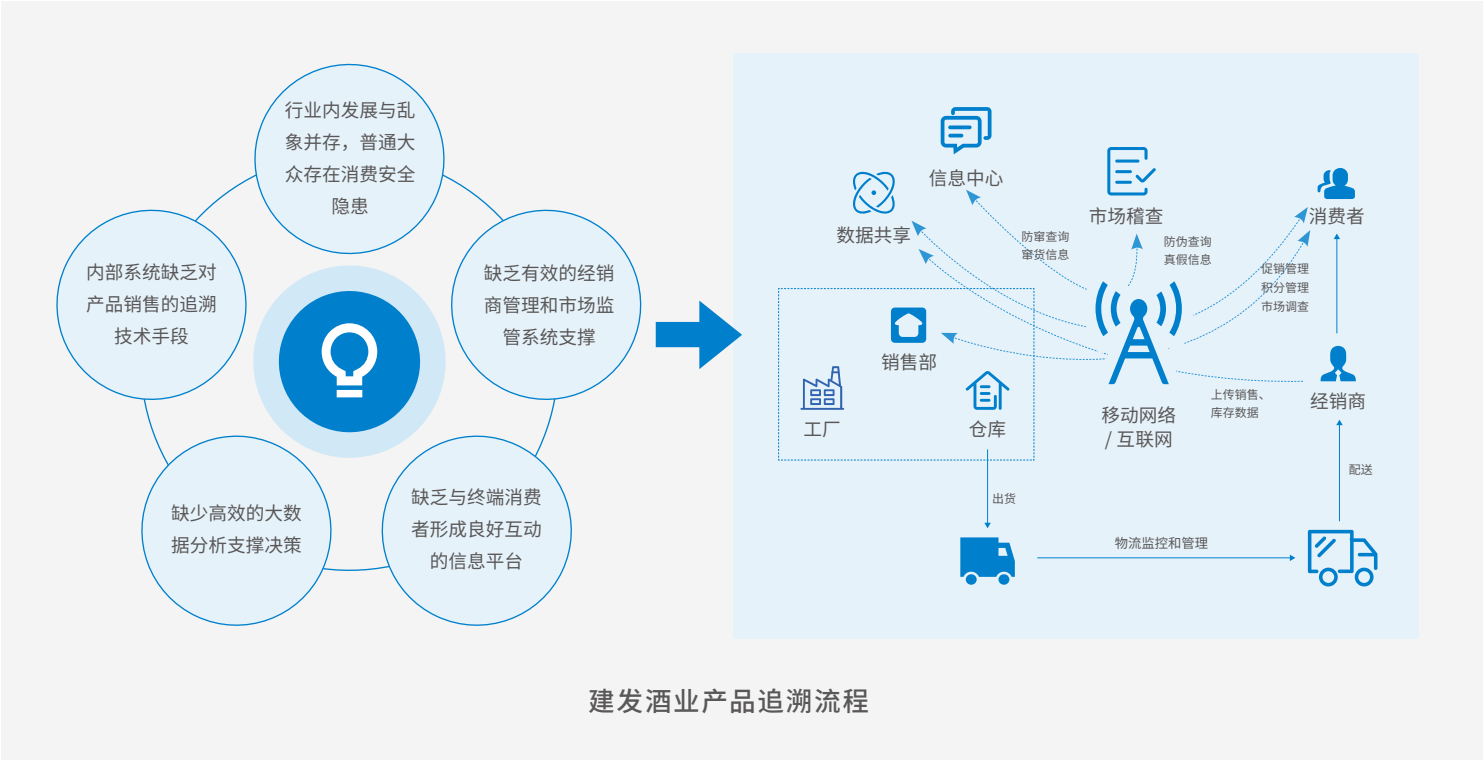 行业内发展与乱
象并存，普通大
众存在消费安全
隐患
内部系统缺乏对
产品销售的追溯
技术手段
缺乏有效的经销
商管理和市场监
管系统支撑
缺少高效的大数
据分析支撑决策
缺乏与终端消费
者形成良好互动
的信息平台
信息中心
数据共享
市场稽查
消费者
防窜查询
窜货信息
防伪查询
真假信息
促销管理
积分管理
市场调查
销售部
工厂
仓库
移动网络
/ 互联网
上传销售、
库存数据
经销商
配送
出货
物流监控和管理
建发酒业产品追溯流程